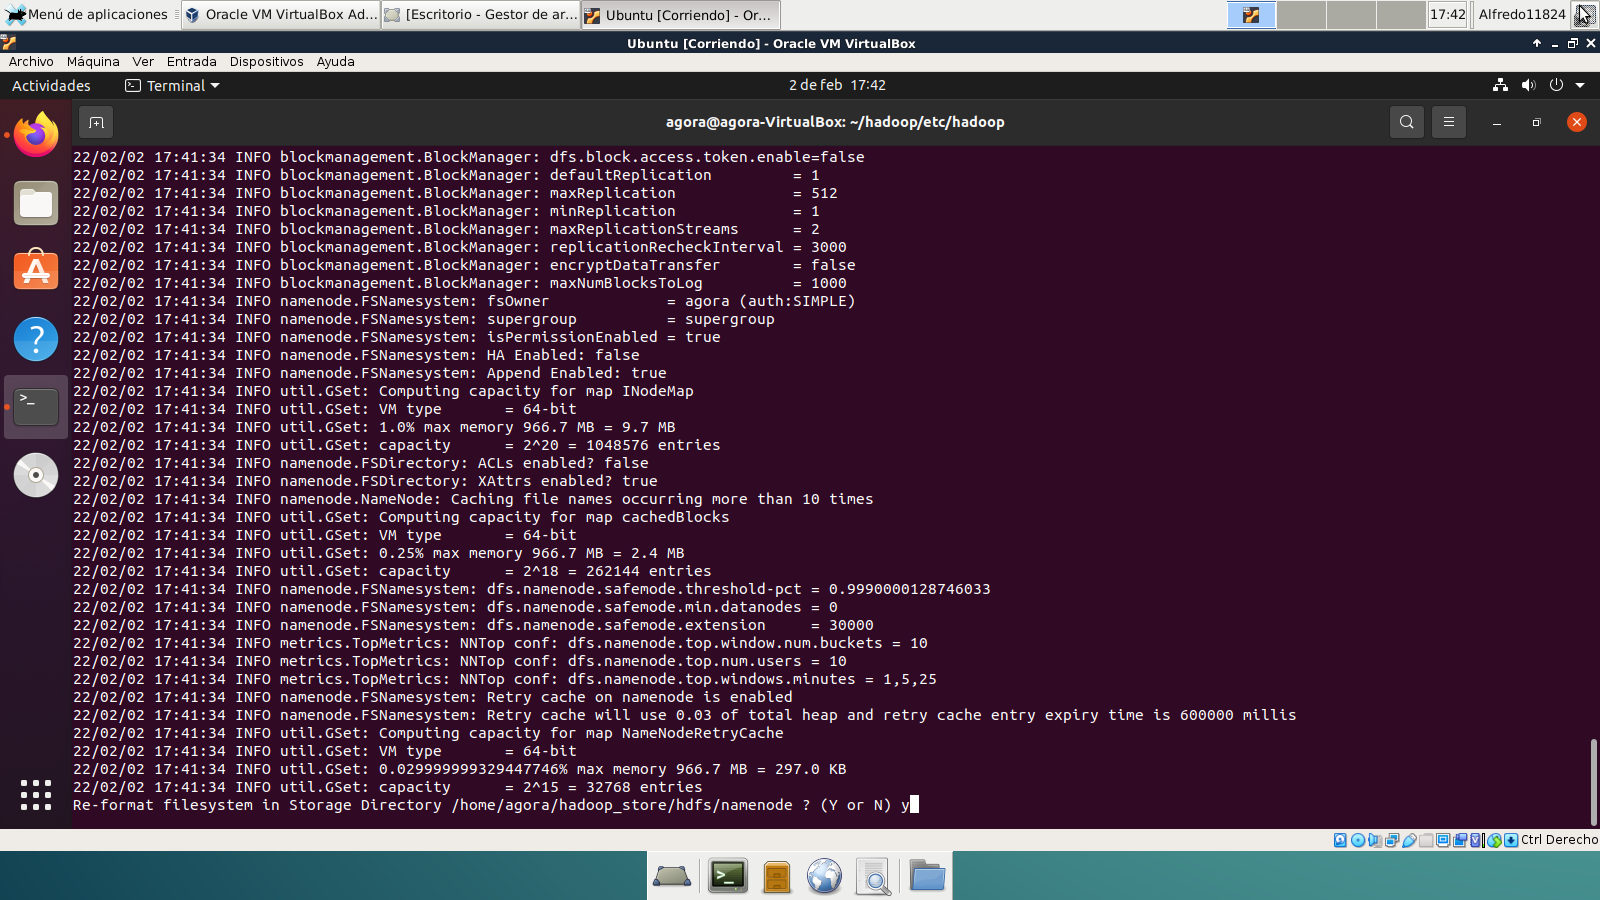 Menú de aplicaciones
Oracle VM VirtualBox Ad...
[Escritorio - Gestor de ar...
Ubuntu [Corriendo] - Or...
17:42
Alfredo11824
Ubuntu [Corriendo] - Oracle VM VirtualBox
Archivo Máquina Ver Entrada Dispositivos Ayuda
Actividades
Terminal
2 de feb 17:42
agora@agora-VirtualBox: ~/hadoop/etc/hadoop
22/02/02 17:41:34 INFO blockmanagement.BlockManager: dfs.block.access.token.enable=false
22/02/02 17:41:34 INFO blockmanagement.BlockManager: defaultReplication         = 1
22/02/02 17:41:34 INFO blockmanagement.BlockManager: maxReplication             = 512
22/02/02 17:41:34 INFO blockmanagement.BlockManager: minReplication             = 1
22/02/02 17:41:34 INFO blockmanagement.BlockManager: maxReplicationStreams      = 2
22/02/02 17:41:34 INFO blockmanagement.BlockManager: replicationRecheckInterval = 3000
22/02/02 17:41:34 INFO blockmanagement.BlockManager: encryptDataTransfer        = false
22/02/02 17:41:34 INFO blockmanagement.BlockManager: maxNumBlocksToLog          = 1000
22/02/02 17:41:34 INFO namenode.FSNamesystem: fsOwner             = agora (auth:SIMPLE)
22/02/02 17:41:34 INFO namenode.FSNamesystem: supergroup          = supergroup
22/02/02 17:41:34 INFO namenode.FSNamesystem: isPermissionEnabled = true
22/02/02 17:41:34 INFO namenode.FSNamesystem: HA Enabled: false
22/02/02 17:41:34 INFO namenode.FSNamesystem: Append Enabled: true
22/02/02 17:41:34 INFO util.GSet: Computing capacity for map INodeMap
22/02/02 17:41:34 INFO util.GSet: VM type       = 64-bit
22/02/02 17:41:34 INFO util.GSet: 1.0% max memory 966.7 MB = 9.7 MB
22/02/02 17:41:34 INFO util.GSet: capacity      = 2^20 = 1048576 entries
22/02/02 17:41:34 INFO namenode.FSDirectory: ACLs enabled? false
22/02/02 17:41:34 INFO namenode.FSDirectory: XAttrs enabled? true
22/02/02 17:41:34 INFO namenode.NameNode: Caching file names occurring more than 10 times
22/02/02 17:41:34 INFO util.GSet: Computing capacity for map cachedBlocks
22/02/02 17:41:34 INFO util.GSet: VM type       = 64-bit
22/02/02 17:41:34 INFO util.GSet: 0.25% max memory 966.7 MB = 2.4 MB
22/02/02 17:41:34 INFO util.GSet: capacity      = 2^18 = 262144 entries
22/02/02 17:41:34 INFO namenode.FSNamesystem: dfs.namenode.safemode.threshold-pct = 0.9990000128746033
22/02/02 17:41:34 INFO namenode.FSNamesystem: dfs.namenode.safemode.min.datanodes = 0
22/02/02 17:41:34 INFO namenode.FSNamesystem: dfs.namenode.safemode.extension     = 30000
22/02/02 17:41:34 INFO metrics.TopMetrics: NNTop conf: dfs.namenode.top.window.num.buckets = 10
22/02/02 17:41:34 INFO metrics.TopMetrics: NNTop conf: dfs.namenode.top.num.users = 10
22/02/02 17:41:34 INFO metrics.TopMetrics: NNTop conf: dfs.namenode.top.windows.minutes = 1,5,25
22/02/02 17:41:34 INFO namenode.FSNamesystem: Retry cache on namenode is enabled
22/02/02 17:41:34 INFO namenode.FSNamesystem: Retry cache will use 0.03 of total heap and retry cache entry expiry time is 600000 millis
22/02/02 17:41:34 INFO util.GSet: Computing capacity for map NameNodeRetryCache
22/02/02 17:41:34 INFO util.GSet: VM type       = 64-bit
22/02/02 17:41:34 INFO util.GSet: 0.029999999329447746% max memory 966.7 MB = 297.0 KB
22/02/02 17:41:34 INFO util.GSet: capacity      = 2^15 = 32768 entries
Re-format filesystem in Storage Directory /home/agora/hadoop_store/hdfs/namenode ? (Y or N) y
Ctrl Derecho